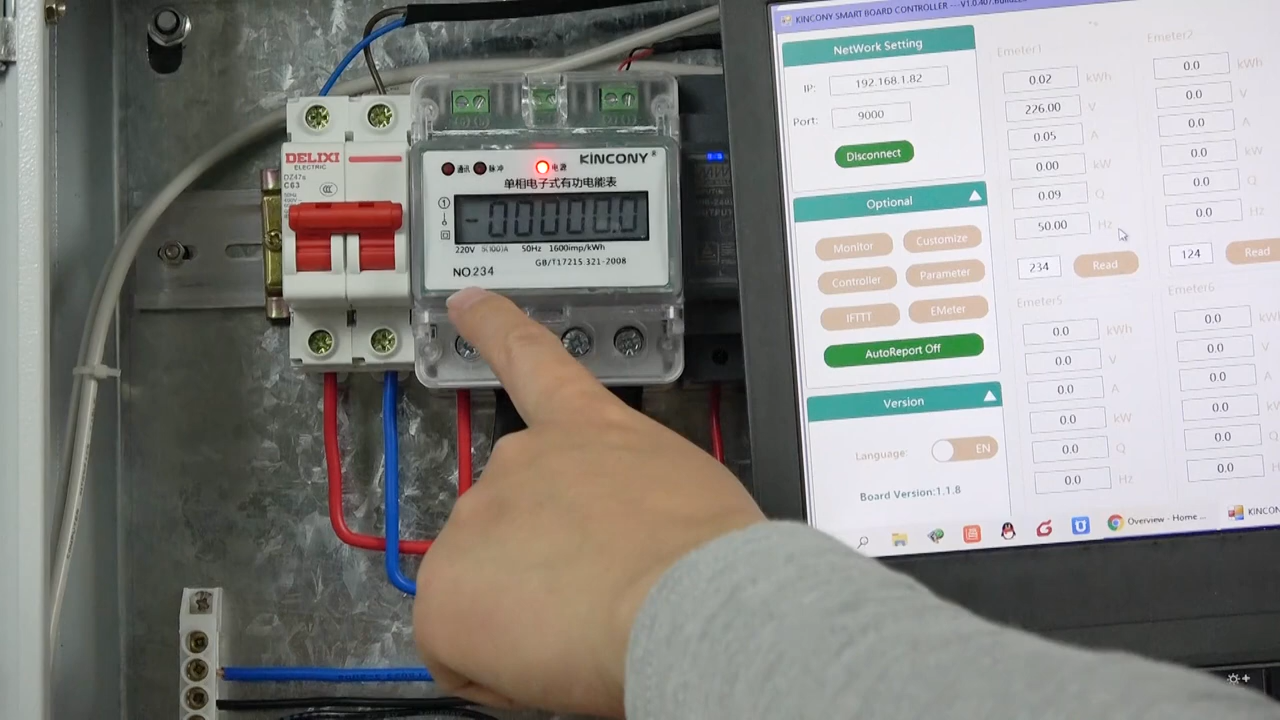 DELIXI
ELECTRIC
DZ47s
C63
通讯
脉冲
电源
KINCONY®
单相电子式有功电能表
-00000.0
220V
50Hz
1600imp/kWh
GB/T17215.321-2008
NO234
KINCONY SMART BOARD CONTROLLER
NetWork Setting
IP:
192.168.1.82
Port:
9000
Disconnect
Optional
Monitor
Customize
Controller
Parameter
IFTTT
EMeter
AutoReport Off
Version
Language:
EN
Board Version:1.1.8
Emeter1
0.02 kWh
226.00 V
0.05 A
0.00 kW
0.09 Q
50.00 Hz
234
Read
Emeter2
0.0 kWh
0.0 V
0.0 A
0.0 kW
0.0 Q
0.0 Hz
124
Read
Emeter5
0.0 kWh
0.0 V
0.0 A
0.0 kW
0.0 Q
0.0 Hz
Emeter6
0.0
0.0 V
0.0 A
0.0
0.0 Q
0.0
Overview - Home ...
KINCON